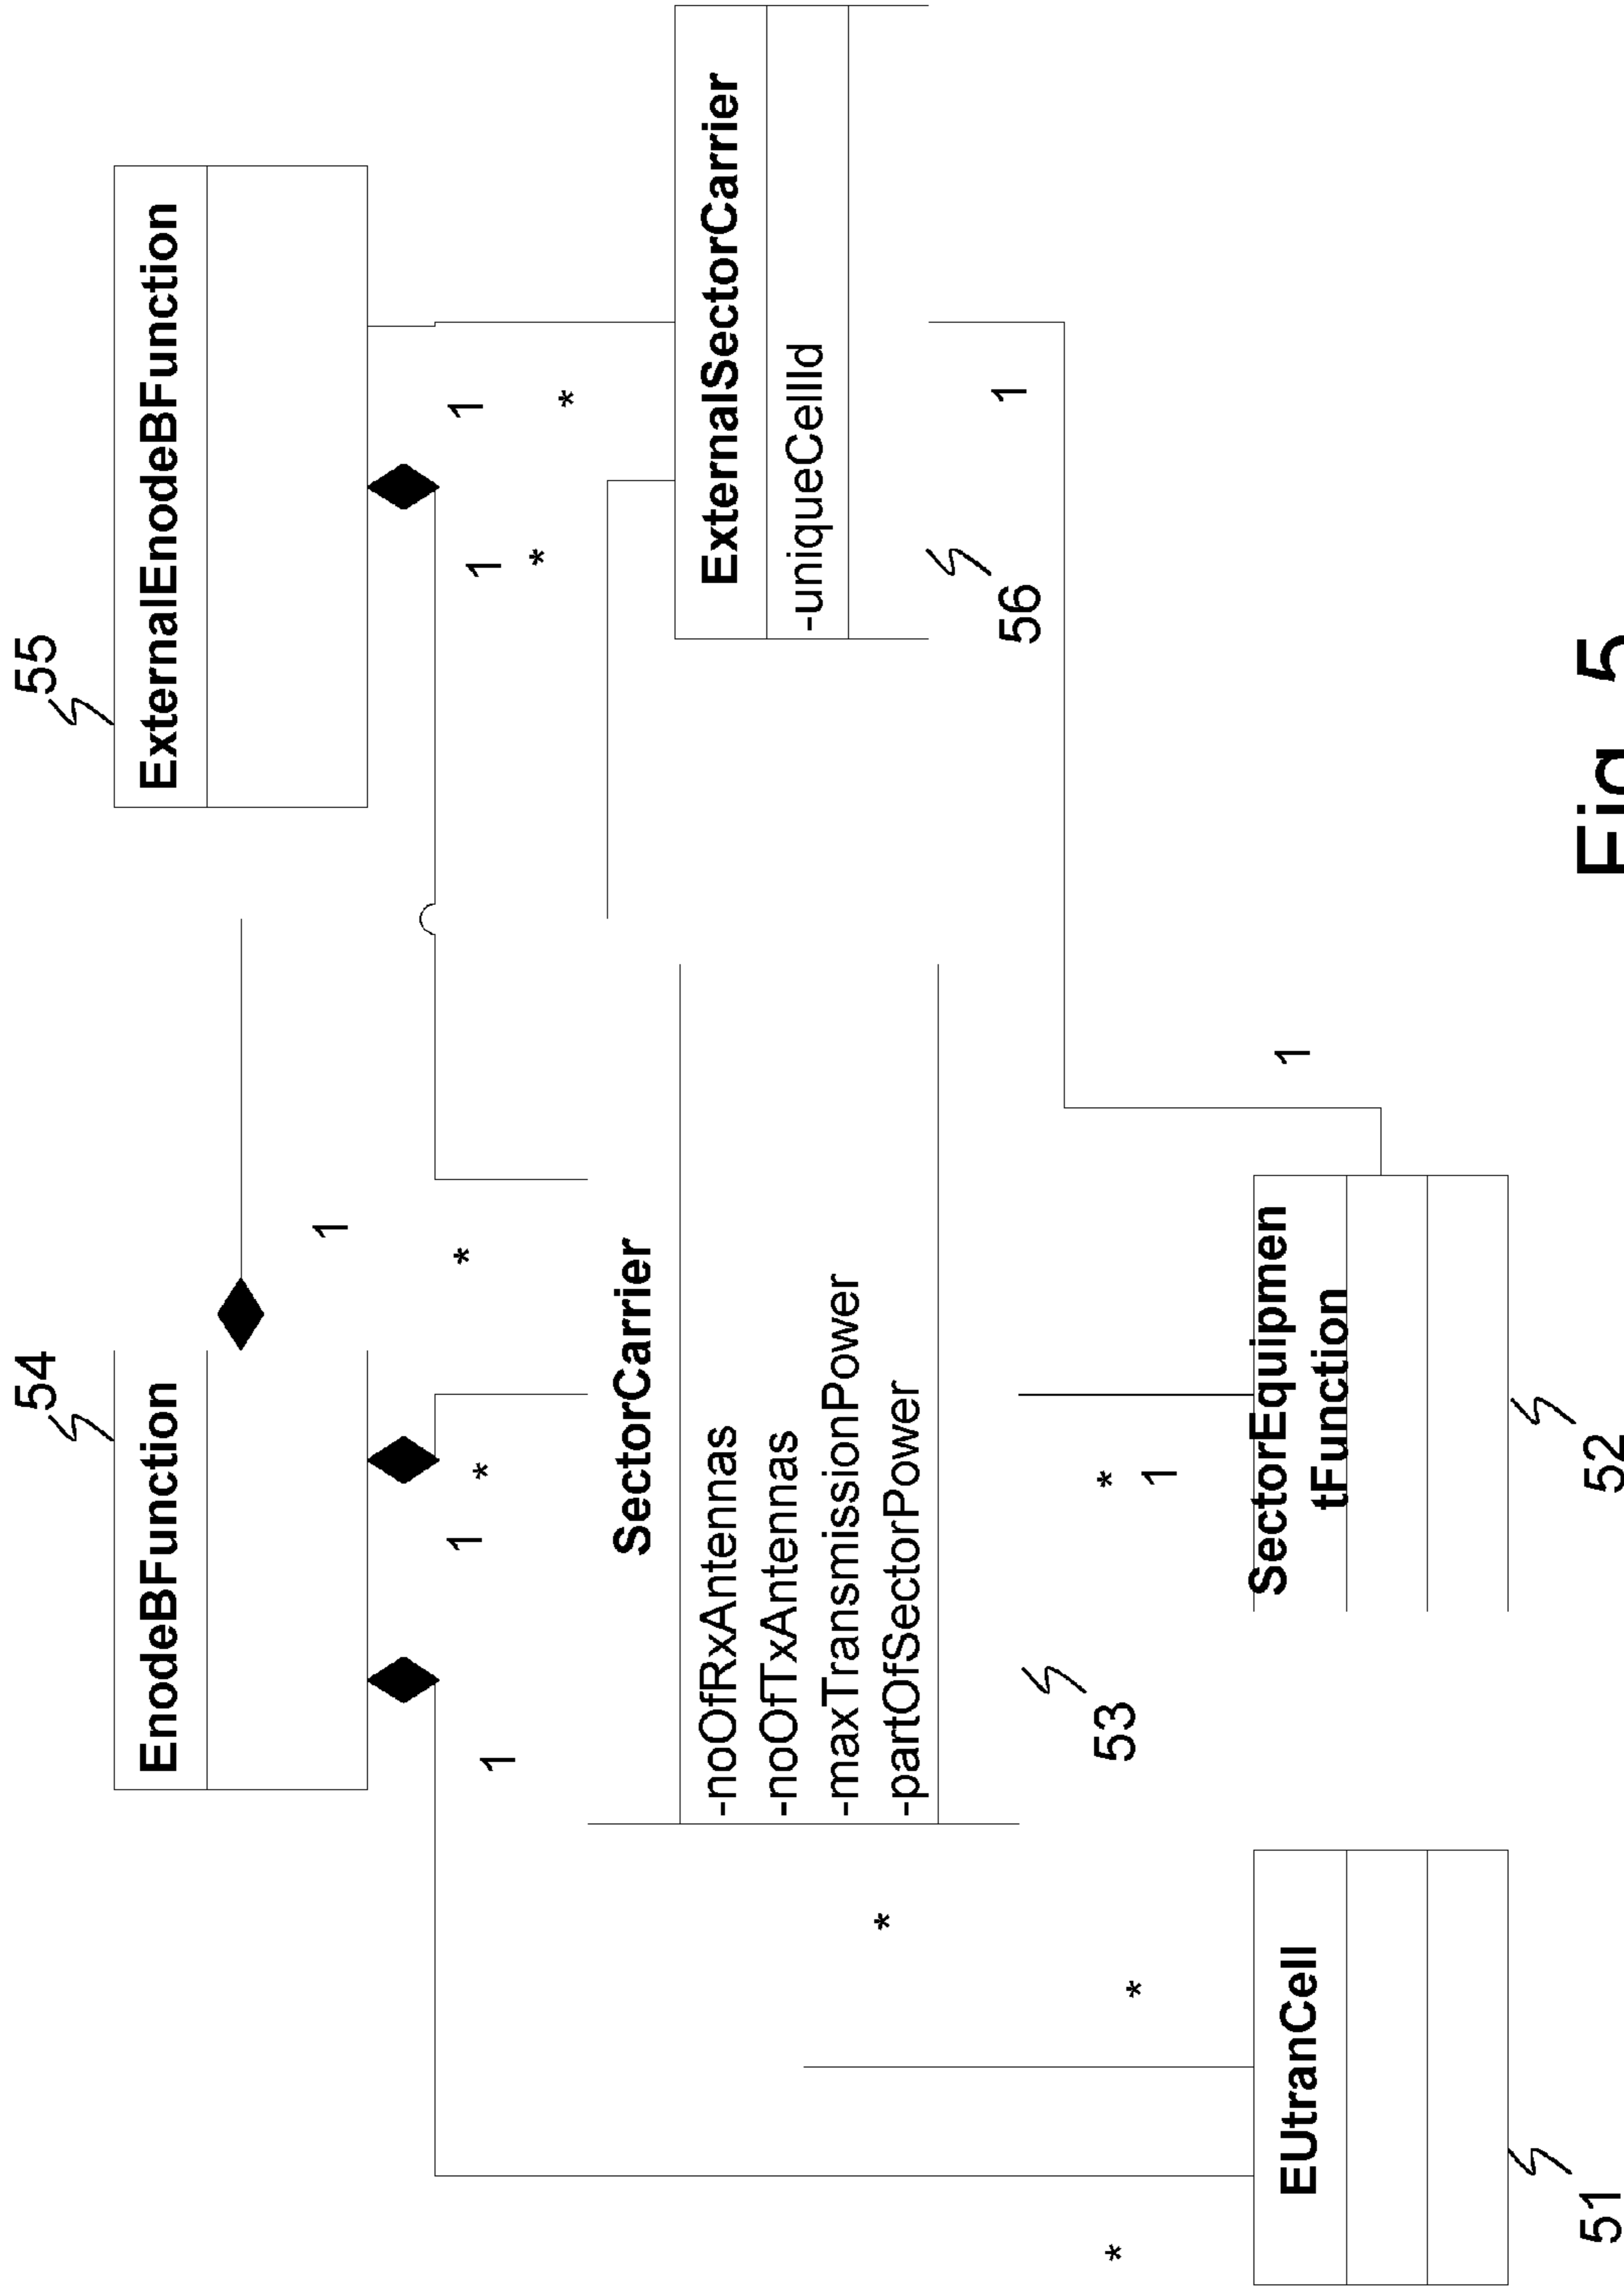 54
55
EnodeBFunction
ExternalEnodeBFunction
1
1
*
1
1
*
1
*
*
SectorCarrier
-noOfRxAntennas
-noOfTxAntennas
-maxTransmissionPower
-partOfSectorPower
ExternalSectorCarrier
-uniqueCellId
*
1
56
53
*
*
*
1
1
EUtranCell
SectorEquipmen
tFunction
51
52
Fig. 5